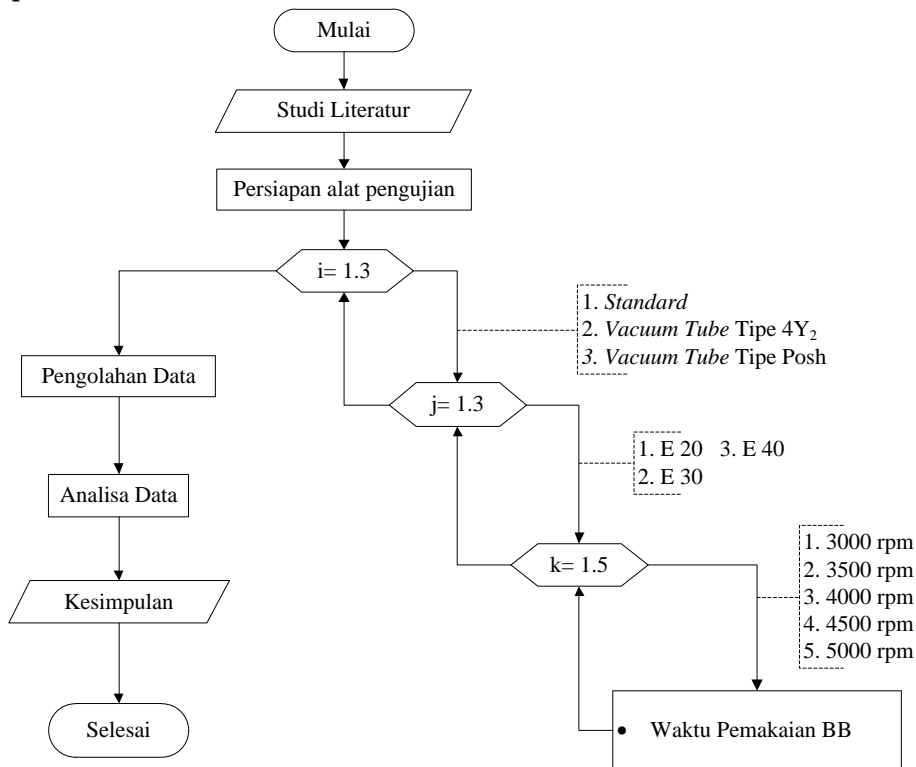 Mulai
Studi Literatur
Persiapan alat pengujian
i= 1.3
1. Standard
2. Vacuum Tube Tipe 4Y₂
3. Vacuum Tube Tipe Posh
Pengolahan Data
j= 1.3
1. E 20 3. E 40
2. E 30
Analisa Data
k= 1.5
1. 3000 rpm
2. 3500 rpm
3. 4000 rpm
4. 4500 rpm
5. 5000 rpm
Kesimpulan
Selesai
• Waktu Pemakaian BB